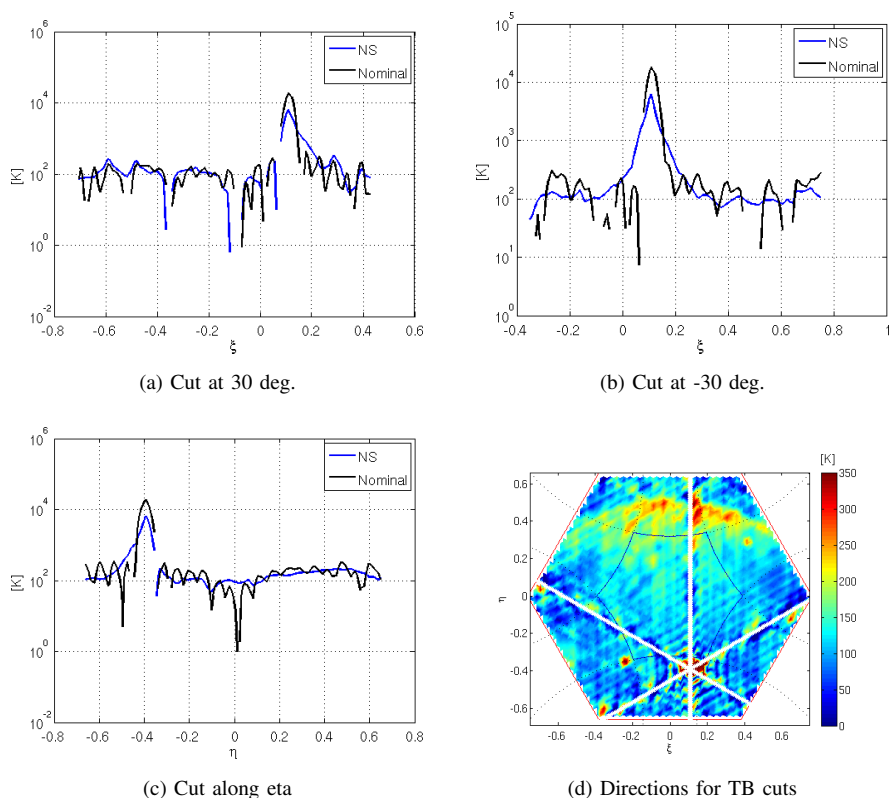 10^6
10^4
10^2
10^0
10^-2
[K]
NS
Nominal
-0.8 -0.6 -0.4 -0.2 0 0.2 0.4 0.6
ξ
(a) Cut at 30 deg.
10^5
10^4
10^3
10^2
10^1
10^0
[K]
NS
Nominal
-0.4 -0.2 0 0.2 0.4 0.6 0.8 1
ξ
(b) Cut at -30 deg.
10^6
10^4
10^2
10^0
10^-2
[K]
NS
Nominal
-0.8 -0.6 -0.4 -0.2 0 0.2 0.4 0.6 0.8
η
(c) Cut along eta
[K]
0.6
0.4
0.2
0
-0.2
-0.4
-0.6
η
-0.6 -0.4 -0.2 0 0.2 0.4 0.6
ξ
350
300
250
200
150
100
50
0
(d) Directions for TB cuts